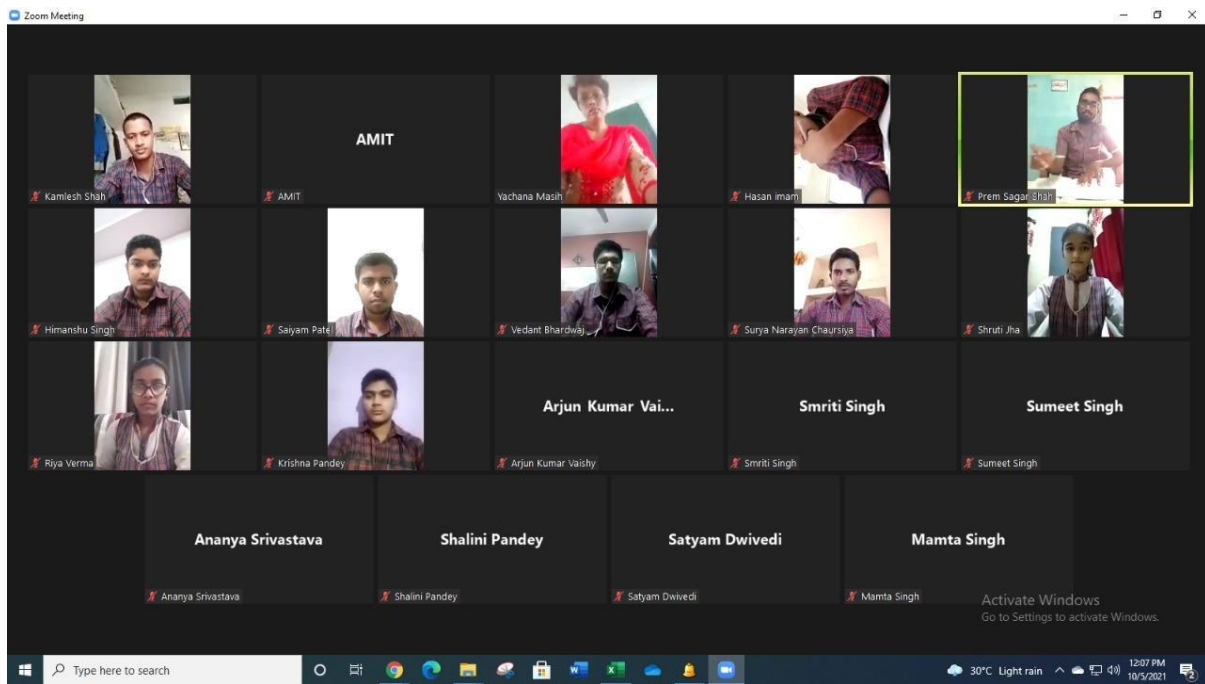 Zoom Meeting
AMIT
Kamlesh Shah
AMIT
Yachana Masih
Hasan imam
Prem Sagar Shah
Himanshu Singh
Saiyam Patel
Vedant Bhardwaj
Surya Narayan Chaursiya
Shruti Jha
Arjun Kumar Vai...
Smriti Singh
Sumeet Singh
Riya Verma
Krishna Pandey
Arjun Kumar Vaishy
Smriti Singh
Sumeet Singh
Ananya Srivastava
Shalini Pandey
Satyam Dwivedi
Mamta Singh
Ananya Srivastava
Shalini Pandey
Satyam Dwivedi
Mamta Singh
Activate Windows
Go to Settings to activate Windows.
Type here to search
30°C Light rain
12:07 PM
10/5/2021
2